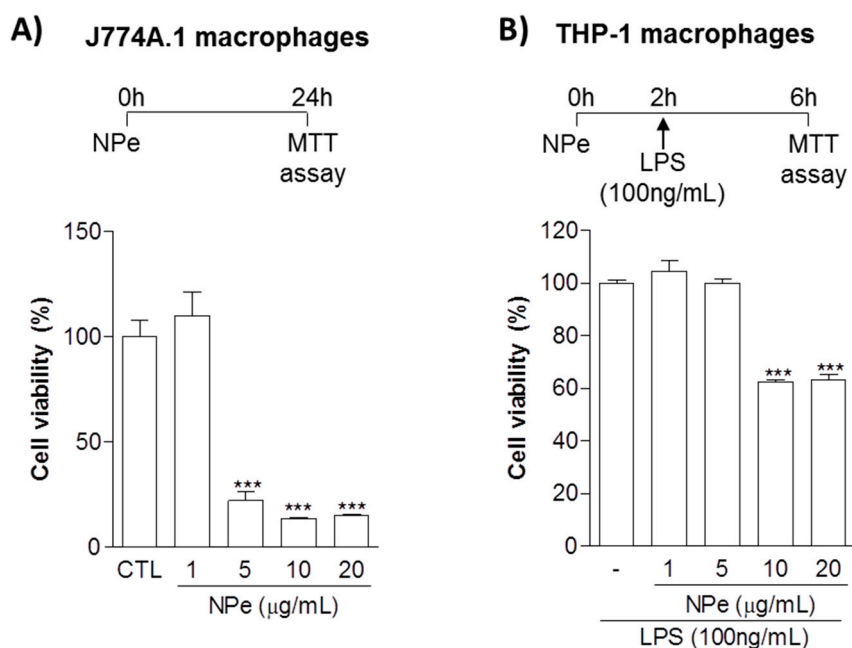 A) J774A.1 macrophages
0h 24h
NPe MTT
assay
150
100
50
0
Cell viability (%)
***
***
***
CTL 1 5 10 20
NPe (μg/mL)
B) THP-1 macrophages
0h 2h 6h
NPe LPS MTT
(100ng/mL) assay
120
100
80
60
40
20
0
Cell viability (%)
***
***
- 1 5 10 20
NPe (μg/mL)
LPS (100ng/mL)